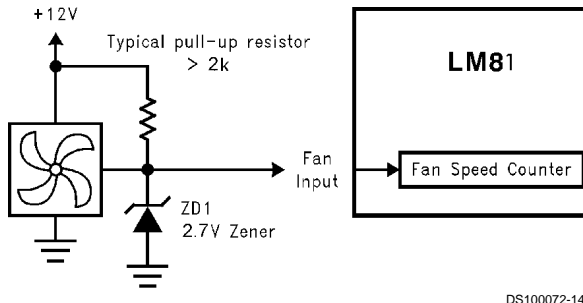 +12V
Typical pull-up resistor
> 2k
LM81
Fan
Input
Fan Speed Counter
ZD1
2.7V Zener
DS100072-14